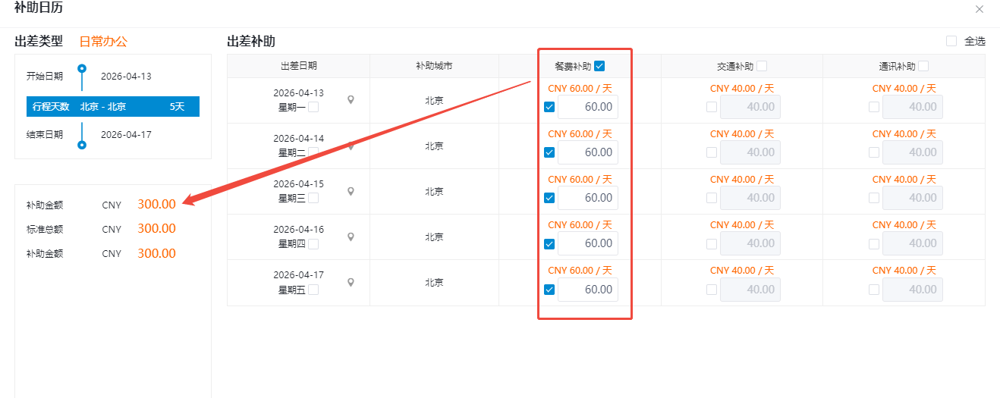 补助日历
出差类型 日常办公
开始日期 2026-04-13
行程天数 北京 - 北京 5天
结束日期 2026-04-17
补助金额 CNY 300.00
标准总额 CNY 300.00
补助金额 CNY 300.00
出差补助 全选
出差日期 补助城市 餐费补助 交通补助 通讯补助
2026-04-13 星期一 北京 CNY 60.00 / 天 60.00 CNY 40.00 / 天 40.00 CNY 40.00 / 天 40.00
2026-04-14 星期二 北京 CNY 60.00 / 天 60.00 CNY 40.00 / 天 40.00 CNY 40.00 / 天 40.00
2026-04-15 星期三 北京 CNY 60.00 / 天 60.00 CNY 40.00 / 天 40.00 CNY 40.00 / 天 40.00
2026-04-16 星期四 北京 CNY 60.00 / 天 60.00 CNY 40.00 / 天 40.00 CNY 40.00 / 天 40.00
2026-04-17 星期五 北京 CNY 60.00 / 天 60.00 CNY 40.00 / 天 40.00 CNY 40.00 / 天 40.00